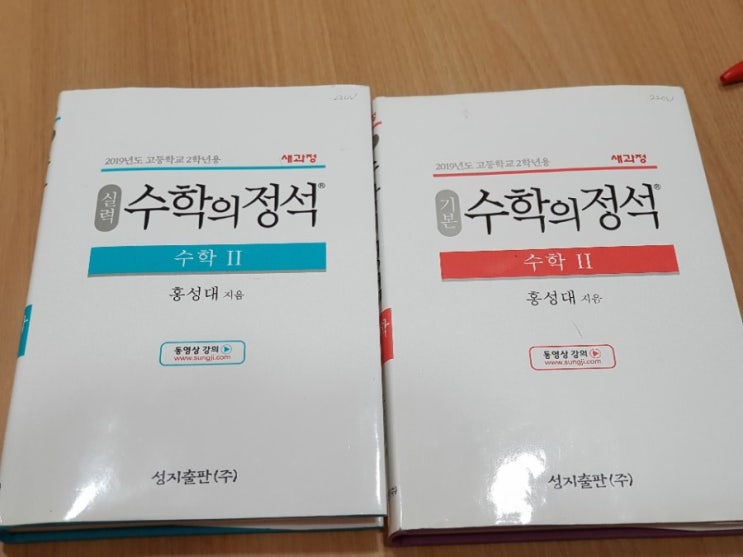 2019년도 고등학교 2학년용
새과정
실력
수학의 정석®
수학 II
홍성대 지음
동영상 강의
www.sungji.com
성지출판(주)
2019년도 고등학교 2학년용
새과정
기본
수학의 정석®
수학 II
홍성대 지음
동영상 강의
www.sungji.com
성지출판(주)